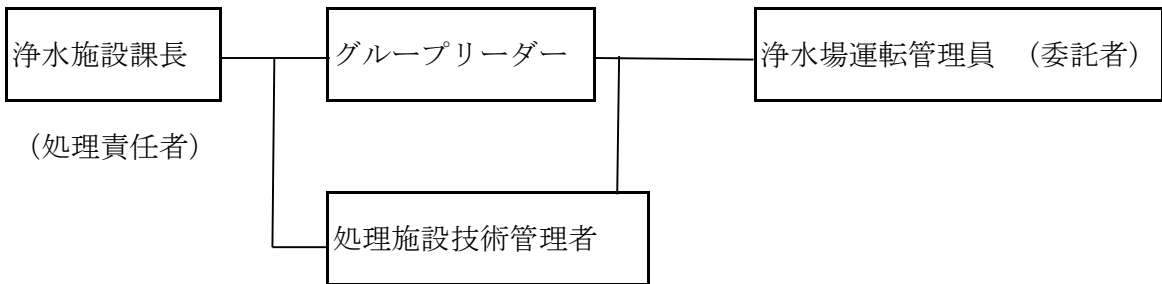 浄水施設課長
グループリーダー
浄水場運転管理員　（委託者）
（処理責任者）
処理施設技術管理者